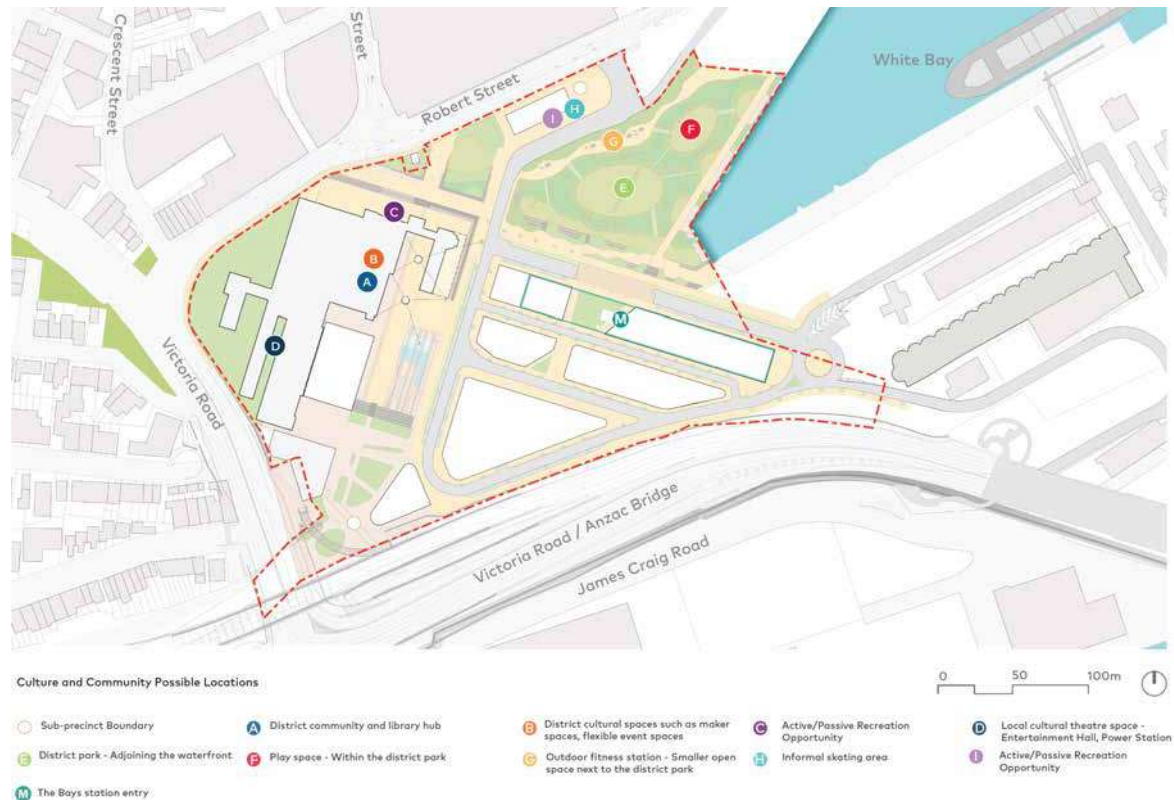 Crescent Street
Street
Robert Street
White Bay
I
H
F
G
E
C
B
A
D
M
Victoria Road
Victoria Road / Anzac Bridge
James Craig Road
Culture and Community Possible Locations
0 50 100m
Sub-precinct Boundary
A District community and library hub
B District cultural spaces such as maker
spaces, flexible event spaces
C Active/Passive Recreation
Opportunity
D Local cultural theatre space -
Entertainment Hall, Power Station
E District park - Adjoining the waterfront
F Play space - Within the district park
G Outdoor fitness station - Smaller open
space next to the district park
H Informal skating area
I Active/Passive Recreation
Opportunity
M The Bays station entry